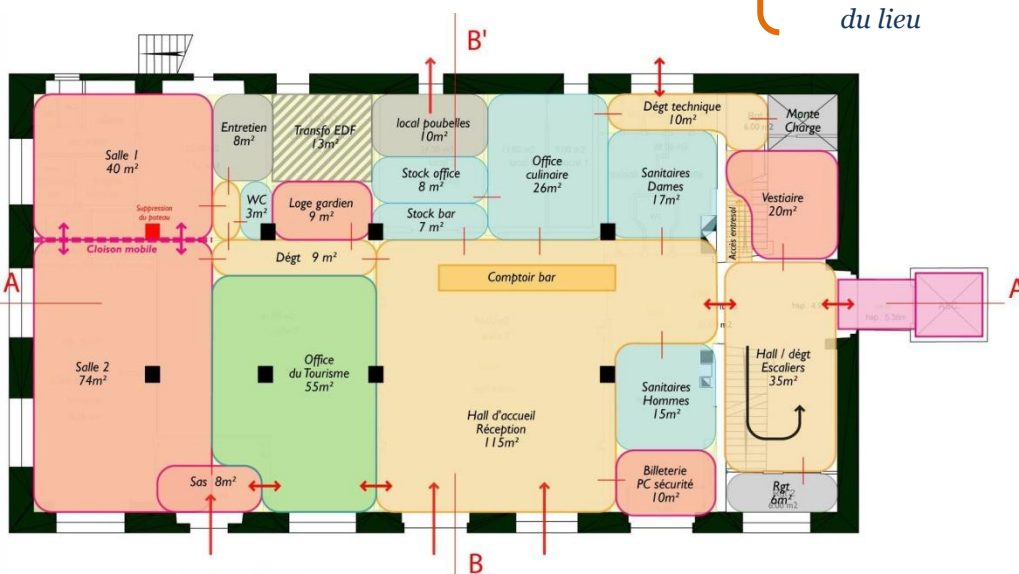 du lieu
B'
Dégt technique
10m²
Monte
Charge
Entretien
8m²
Transfo EDF
13m²
local poubelles
10m²
Salle 1
40 m²
Office
culinaire
26m²
Stock office
8 m²
Sanitaires
Dames
17m²
WC
3m²
Loge gardien
9 m²
Vestiaire
20m²
Stock bar
7 m²
Suppression
du poteau
Accès entresol
Cloison mobile
Dégt 9 m²
Comptoir bar
A
A
Salle 2
74m²
Office
du Tourisme
55m²
Hall / dégt
Escaliers
35m²
Sanitaires
Hommes
15m²
Hall d'accueil
Réception
115m²
Sas 8m²
Billeterie
PC sécurité
10m²
Rgt
6m²
B